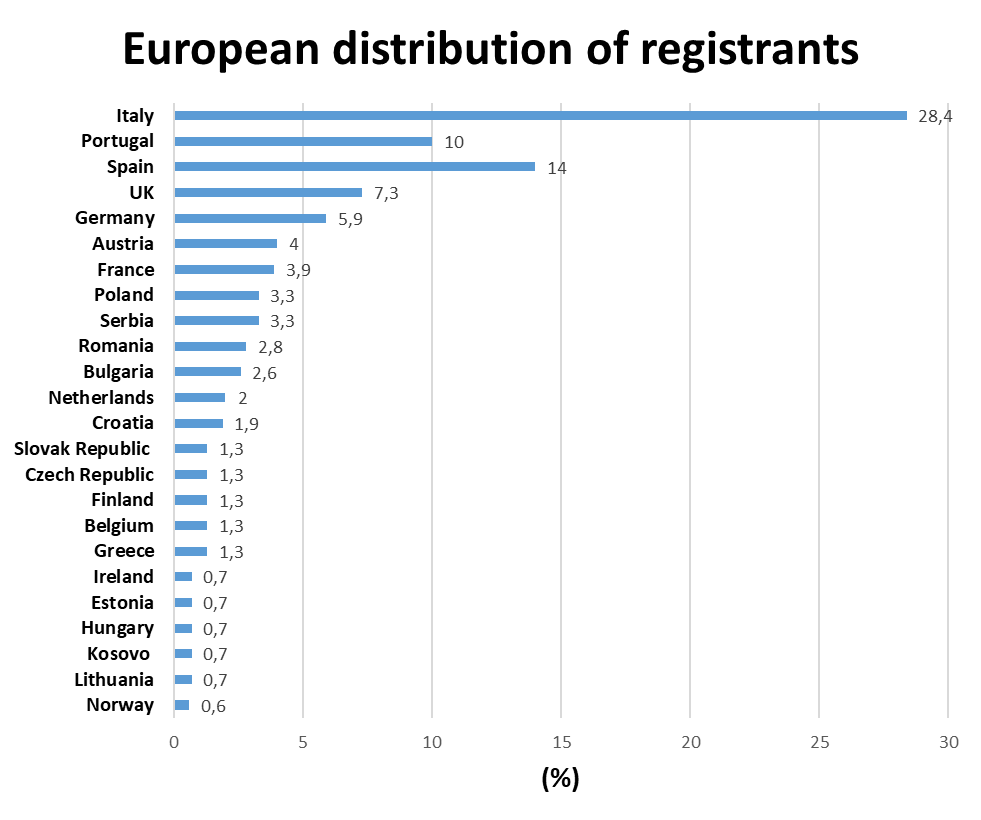 European distribution of registrants
Italy 28,4
Portugal 10
Spain 14
UK 7,3
Germany 5,9
Austria 4
France 3,9
Poland 3,3
Serbia 3,3
Romania 2,8
Bulgaria 2,6
Netherlands 2
Croatia 1,9
Slovak Republic 1,3
Czech Republic 1,3
Finland 1,3
Belgium 1,3
Greece 1,3
Ireland 0,7
Estonia 0,7
Hungary 0,7
Kosovo 0,7
Lithuania 0,7
Norway 0,6
0 5 10 15 20 25 30
(%)